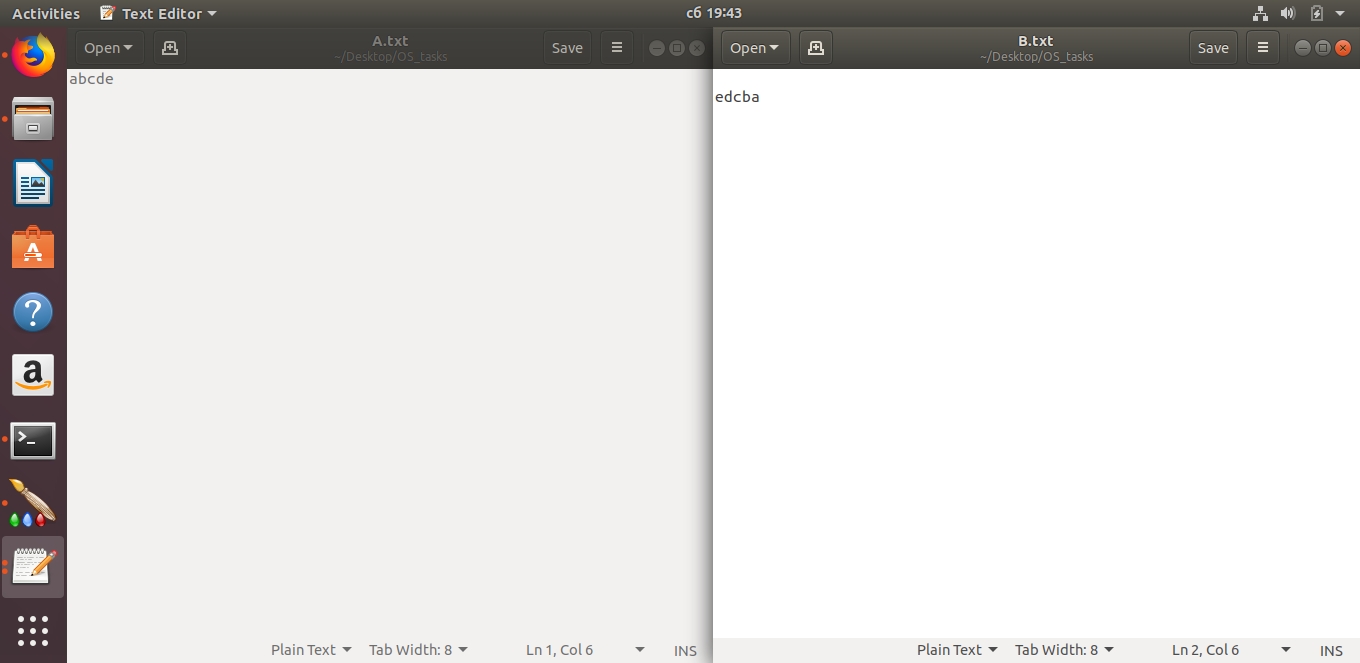 Activities Text Editor сб 19:43
Open A.txt Save
~/Desktop/OS_tasks
abcde
Plain Text Tab Width: 8 Ln 1, Col 6 INS
Open B.txt Save
~/Desktop/OS_tasks
edcba
Plain Text Tab Width: 8 Ln 2, Col 6 INS